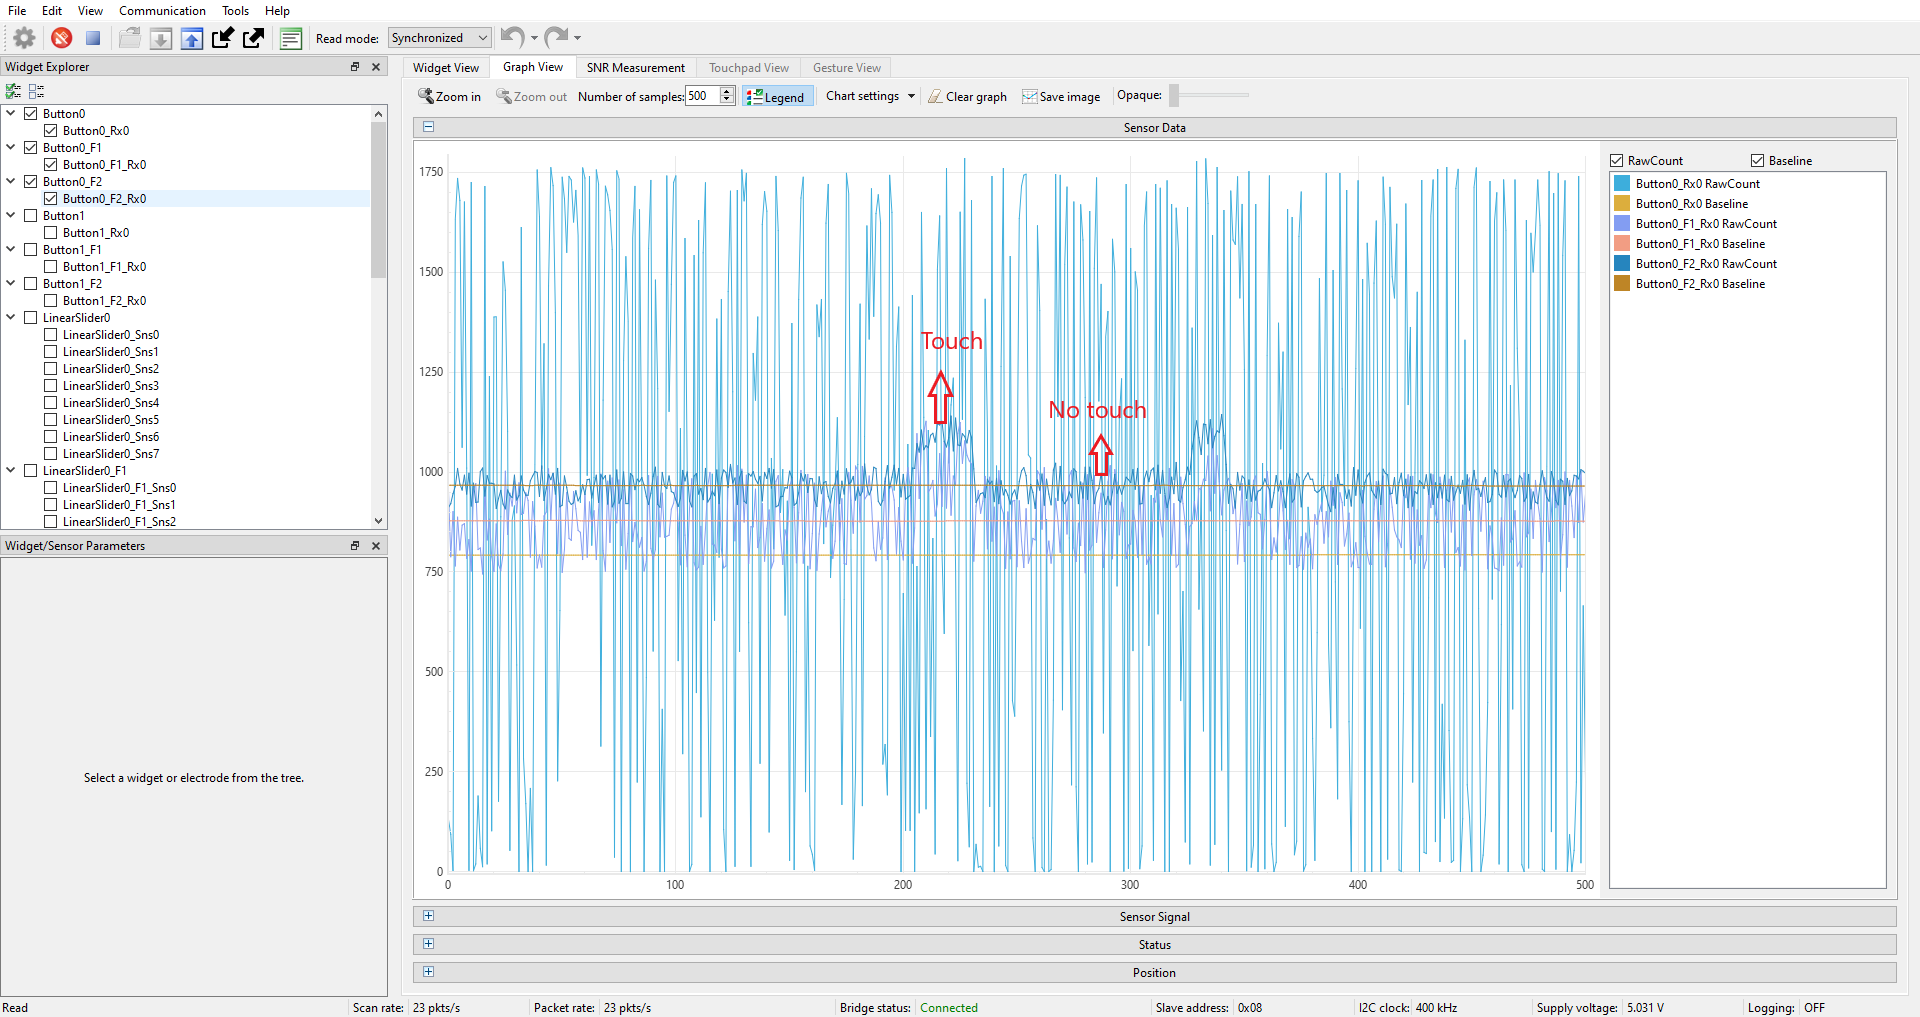 File Edit View Communication Tools Help
Read mode: Synchronized
Widget Explorer
Button0
Button0_Rx0
Button0_F1
Button0_F1_Rx0
Button0_F2
Button0_F2_Rx0
Button1
Button1_Rx0
Button1_F1
Button1_F1_Rx0
Button1_F2
Button1_F2_Rx0
LinearSlider0
LinearSlider0_Sns0
LinearSlider0_Sns1
LinearSlider0_Sns2
LinearSlider0_Sns3
LinearSlider0_Sns4
LinearSlider0_Sns5
LinearSlider0_Sns6
LinearSlider0_Sns7
LinearSlider0_F1
LinearSlider0_F1_Sns0
LinearSlider0_F1_Sns1
LinearSlider0_F1_Sns2
Widget/Sensor Parameters
Select a widget or electrode from the tree.
Widget View Graph View SNR Measurement Touchpad View Gesture View
Zoom in Zoom out Number of samples: 500 Legend Chart settings Clear graph Save image Opaque:
Sensor Data
1750
1500
1250
1000
750
500
250
0
0 100 200 300 400 500
Touch
No touch
RawCount Baseline
Button0_Rx0 RawCount
Button0_Rx0 Baseline
Button0_F1_Rx0 RawCount
Button0_F1_Rx0 Baseline
Button0_F2_Rx0 RawCount
Button0_F2_Rx0 Baseline
Sensor Signal
Status
Position
Read Scan rate: 23 pkts/s Packet rate: 23 pkts/s Bridge status: Connected Slave address: 0x08 I2C clock: 400 kHz Supply voltage: 5.031 V Logging: OFF